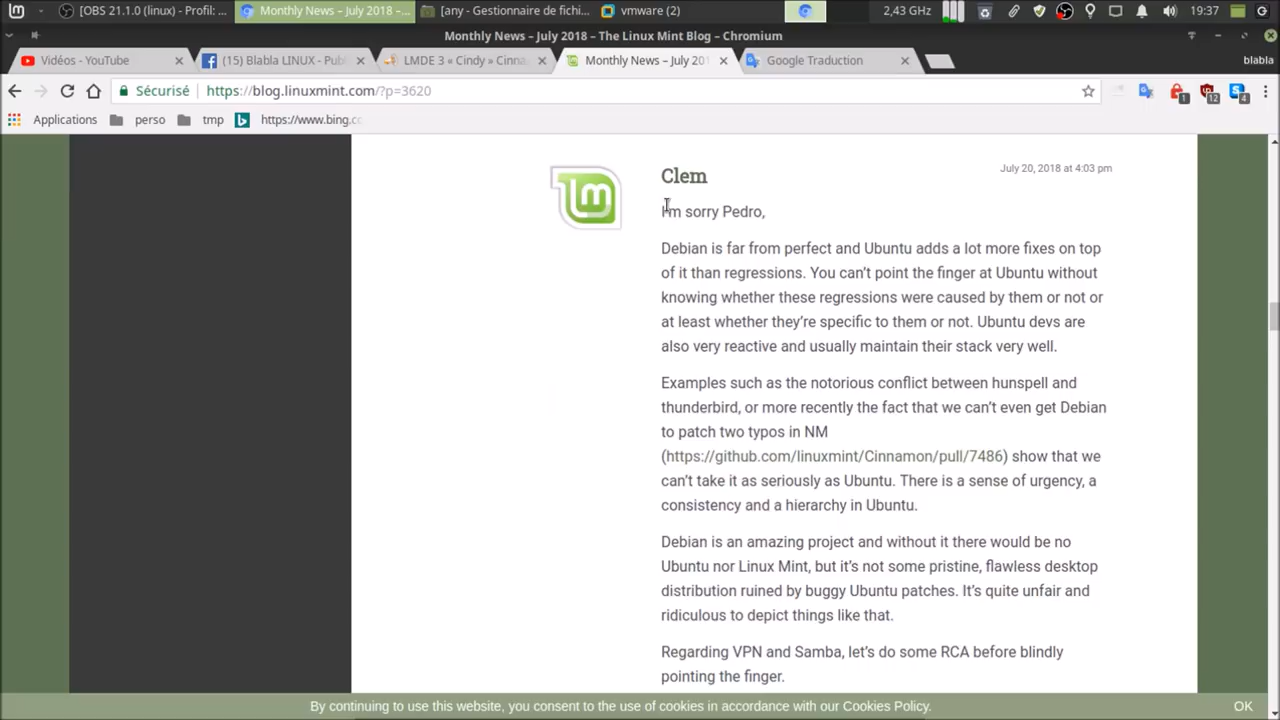 [OBS 21.1.0 (linux) - Profil: ...
Monthly News – July 2018 –...
[any - Gestionnaire de fichi...
vmware (2)
2,43 GHz
19:37
Monthly News – July 2018 – The Linux Mint Blog – Chromium
Vidéos - YouTube
(15) Blabla LINUX - Publ
LMDE 3 « Cindy » Cinna
Monthly News – July 201
Google Traduction
blabla
Sécurisé
https://blog.linuxmint.com/?p=3620
1
12
4
Applications
perso
tmp
https://www.bing.co
lm
Clem
July 20, 2018 at 4:03 pm
I'm sorry Pedro,
Debian is far from perfect and Ubuntu adds a lot more fixes on top
of it than regressions. You can't point the finger at Ubuntu without
knowing whether these regressions were caused by them or not or
at least whether they're specific to them or not. Ubuntu devs are
also very reactive and usually maintain their stack very well.
Examples such as the notorious conflict between hunspell and
thunderbird, or more recently the fact that we can't even get Debian
to patch two typos in NM
(https://github.com/linuxmint/Cinnamon/pull/7486) show that we
can't take it as seriously as Ubuntu. There is a sense of urgency, a
consistency and a hierarchy in Ubuntu.
Debian is an amazing project and without it there would be no
Ubuntu nor Linux Mint, but it's not some pristine, flawless desktop
distribution ruined by buggy Ubuntu patches. It's quite unfair and
ridiculous to depict things like that.
Regarding VPN and Samba, let's do some RCA before blindly
pointing the finger.
By continuing to use this website, you consent to the use of cookies in accordance with our Cookies Policy.
OK